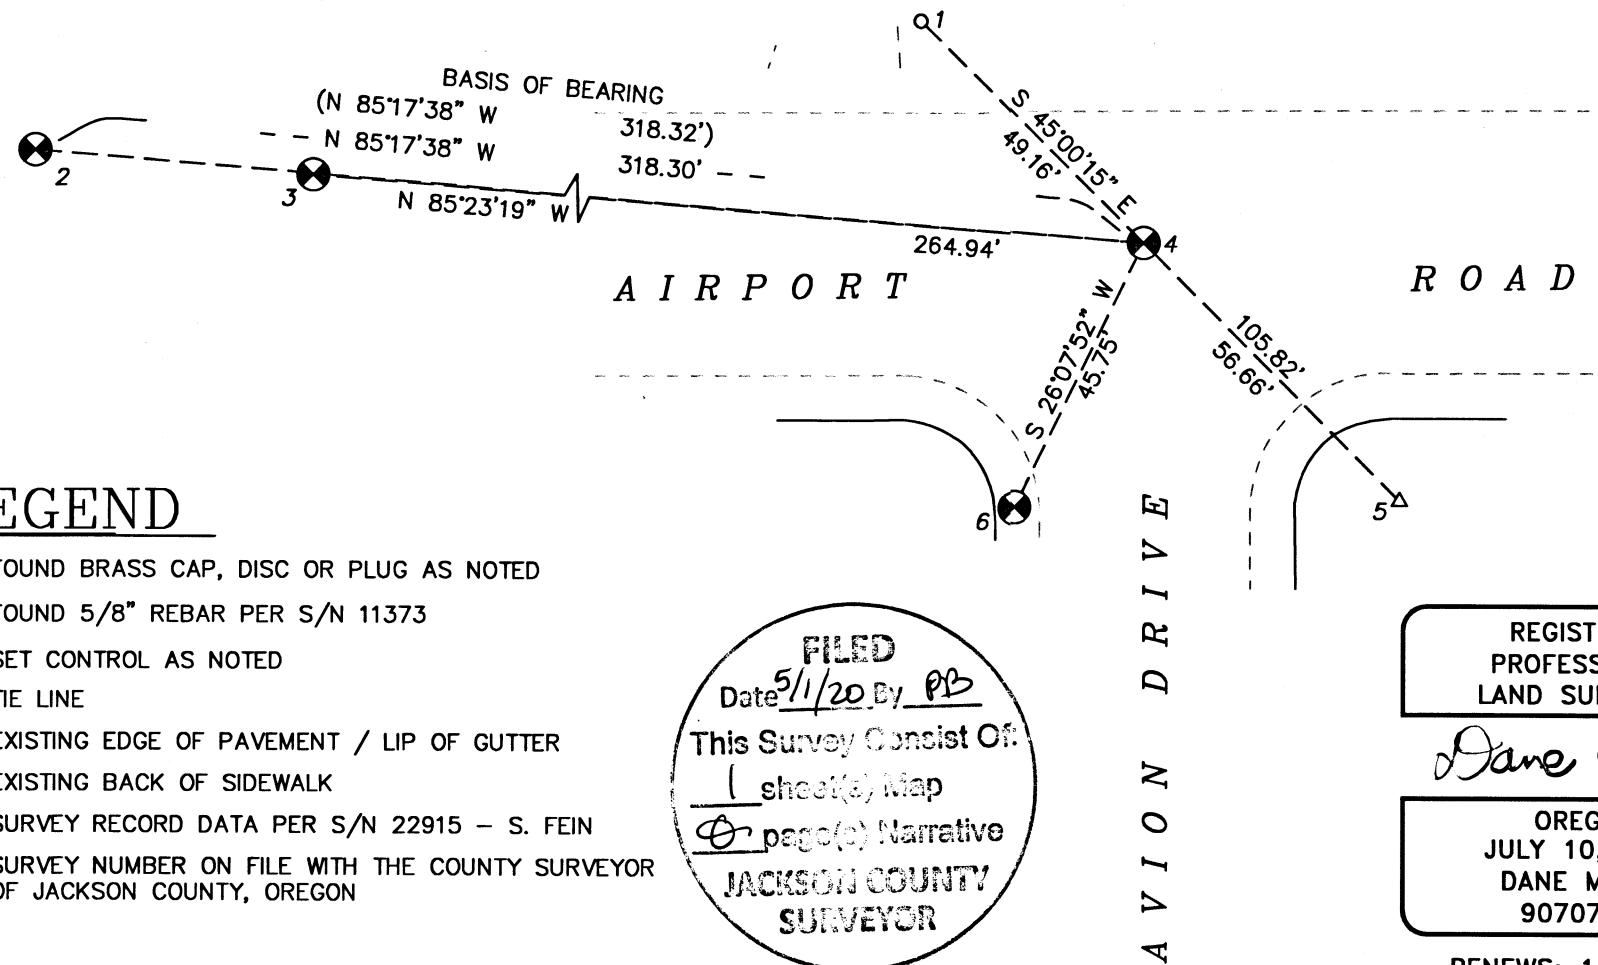 1
BASIS OF BEARING
(N 85°17'38" W 318.32')
N 85°17'38" W 318.30'
2
3
N 85°23'19" W
264.94'
S 45°00'15" E
49.16'
4
AIRPORT ROAD
S 26°07'52" W
45.75'
105.82'
56.66'
5
6
EGEND
FOUND BRASS CAP, DISC OR PLUG AS NOTED
FOUND 5/8" REBAR PER S/N 11373
SET CONTROL AS NOTED
TIE LINE
EXISTING EDGE OF PAVEMENT / LIP OF GUTTER
EXISTING BACK OF SIDEWALK
SURVEY RECORD DATA PER S/N 22915 – S. FEIN
SURVEY NUMBER ON FILE WITH THE COUNTY SURVEYOR
OF JACKSON COUNTY, OREGON
FILED
Date 5/1/20 By PB
This Survey Consist Of:
1 sheet(s) Map
0 page(s) Narrative
JACKSON COUNTY
SURVEYOR
AVION DRIVE
REGIST
PROFESS
LAND SU
Dane
OREG
JULY 10,
DANE M
90707
RENEWS: 1